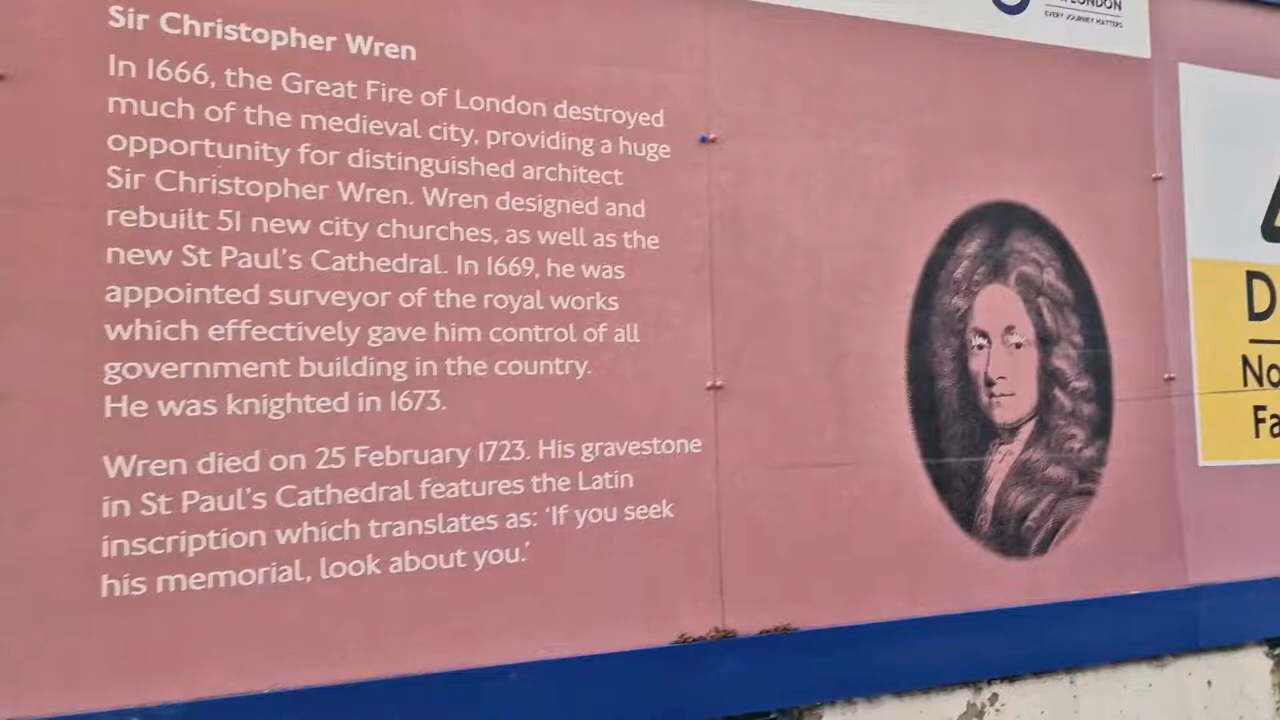 Sir Christopher Wren
In 1666, the Great Fire of London destroyed
much of the medieval city, providing a huge
opportunity for distinguished architect
Sir Christopher Wren. Wren designed and
rebuilt 51 new city churches, as well as the
new St Paul's Cathedral. In 1669, he was
appointed surveyor of the royal works
which effectively gave him control of all
government building in the country.
He was knighted in 1673.
Wren died on 25 February 1723. His gravestone
in St Paul's Cathedral features the Latin
inscription which translates as: 'If you seek
his memorial, look about you.'
LONDON
EVERY JOURNEY MATTERS
D
No
Fa